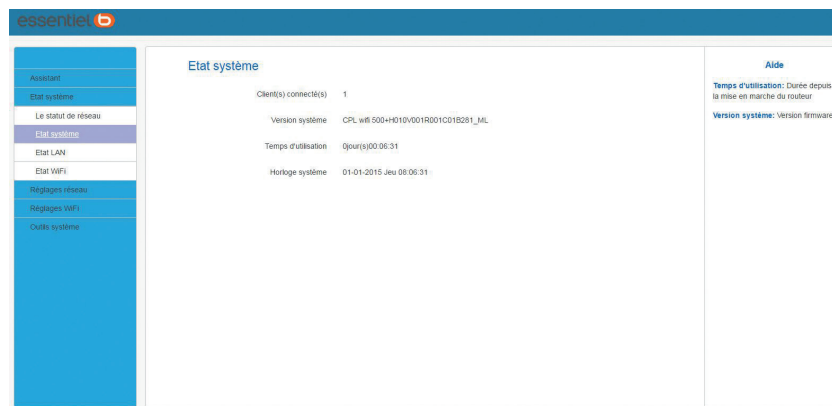 essentiel b
Assistant
Etat système
Le statut de réseau
Etat système
Etat LAN
Etat WiFi
Réglages réseau
Réglages WiFi
Outils système
Etat système
Client(s) connecté(s) 1
Version système CPL wifi 500+H010V001R001C01B281_ML
Temps d'utilisation 0jour(s)00:06:31
Horloge système 01-01-2015 Jeu 08:06:31
Aide
Temps d'utilisation: Durée depuis
la mise en marche du routeur
Version système: Version firmware